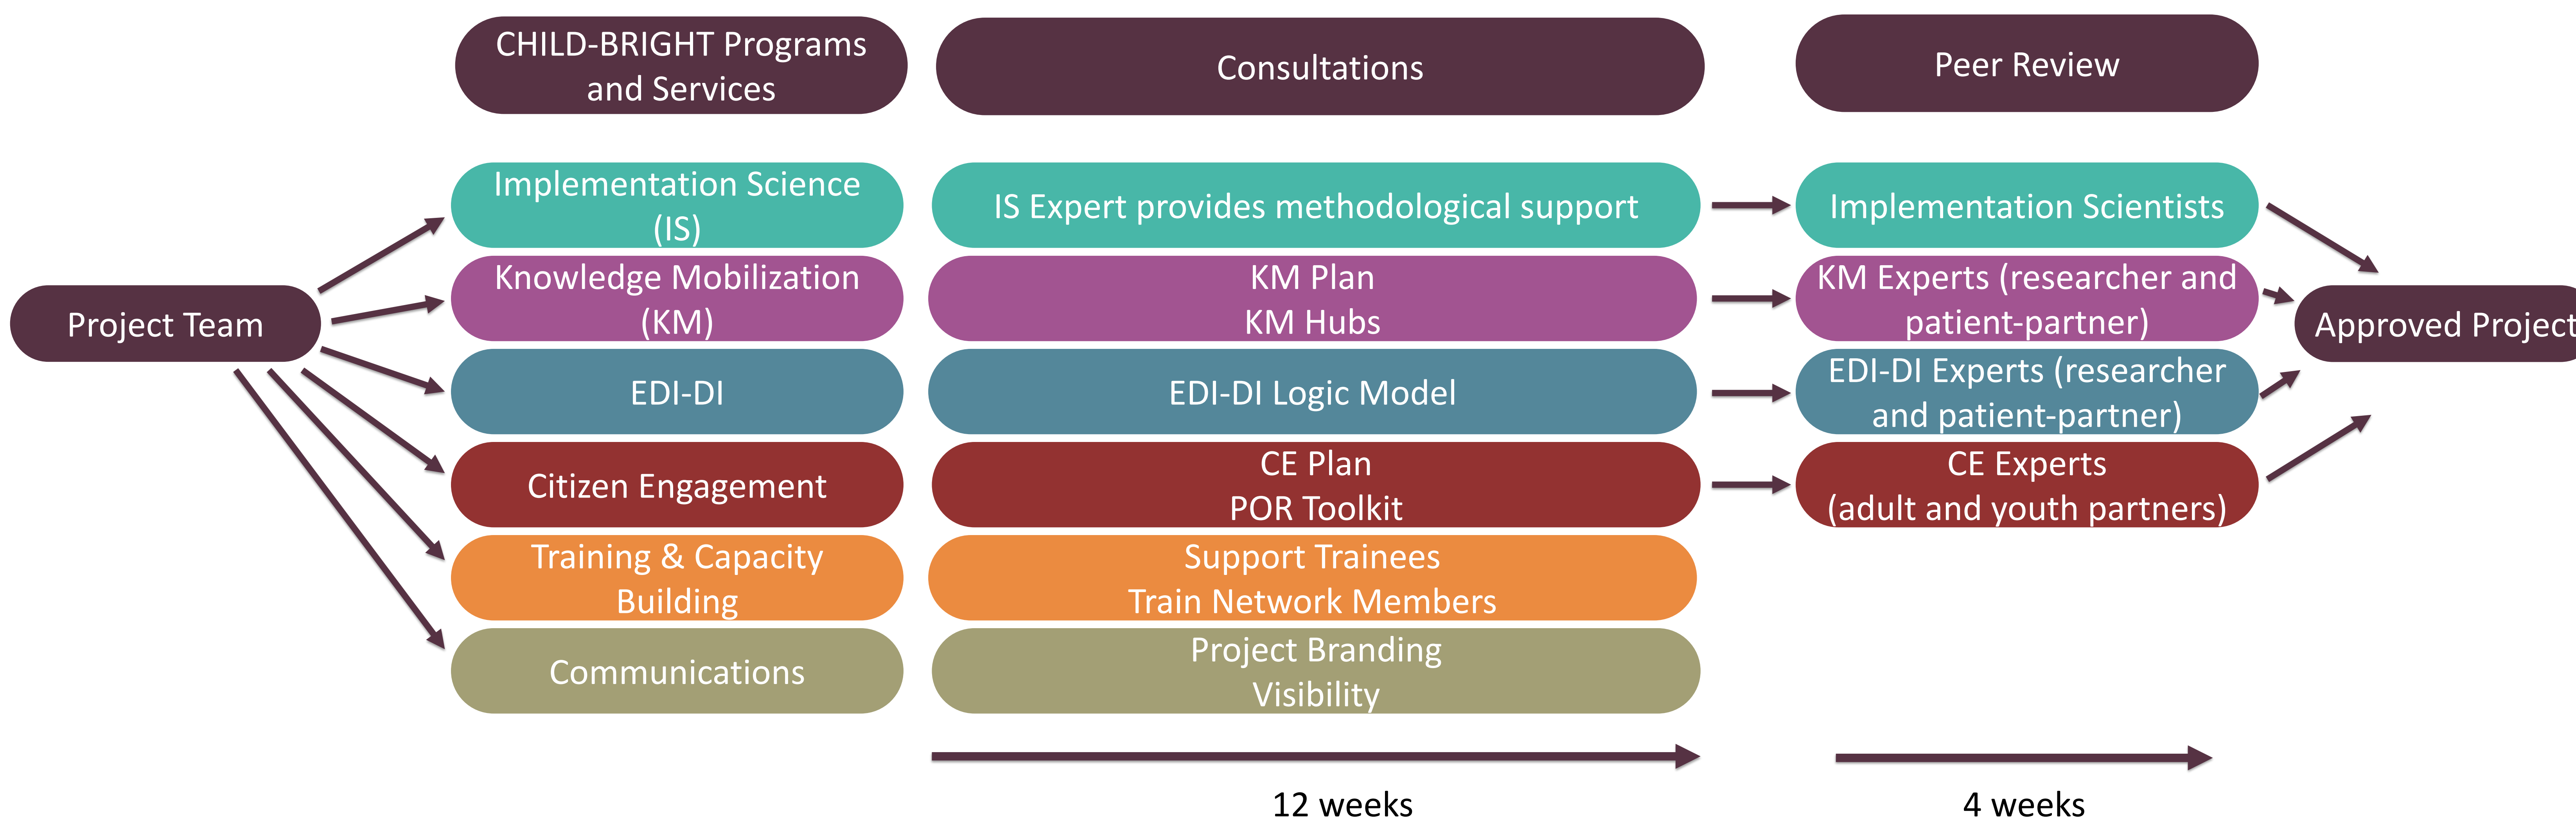 CHILD-BRIGHT Programs
and Services
Consultations
Peer Review
Project Team
Implementation Science
(IS)
IS Expert provides methodological support
Implementation Scientists
Knowledge Mobilization
(KM)
KM Plan
KM Hubs
KM Experts (researcher and
patient-partner)
EDI-DI
EDI-DI Logic Model
EDI-DI Experts (researcher
and patient-partner)
Citizen Engagement
CE Plan
POR Toolkit
CE Experts
(adult and youth partners)
Training & Capacity
Building
Support Trainees
Train Network Members
Communications
Project Branding
Visibility
Approved Project
12 weeks
4 weeks